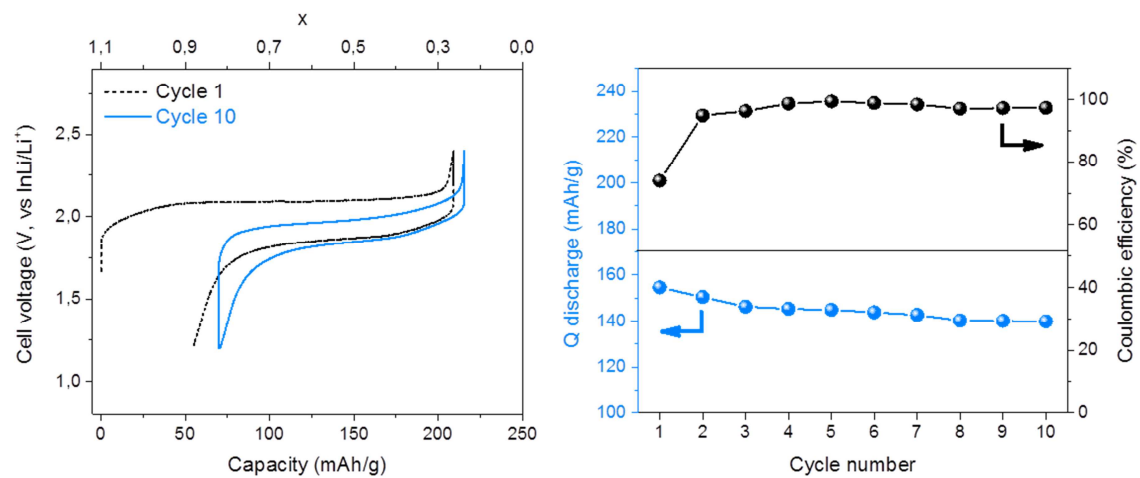 x
1,1 0,9 0,7 0,5 0,3 0,0
Cycle 1
Cycle 10
2,5
2,0
1,5
1,0
Cell voltage (V, vs InLi/Li⁺)
0 50 100 150 200 250
Capacity (mAh/g)
240
230
200
180
160
140
120
100
Q discharge (mAh/g)
100
80
60
40
20
0
Coulombic efficiency (%)
1 2 3 4 5 6 7 8 9 10
Cycle number